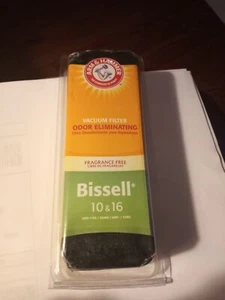 ARM & HAMMER
VACUUM FILTER
ODOR ELIMINATING
FRAGRANCE FREE
Bissell®
10 & 16